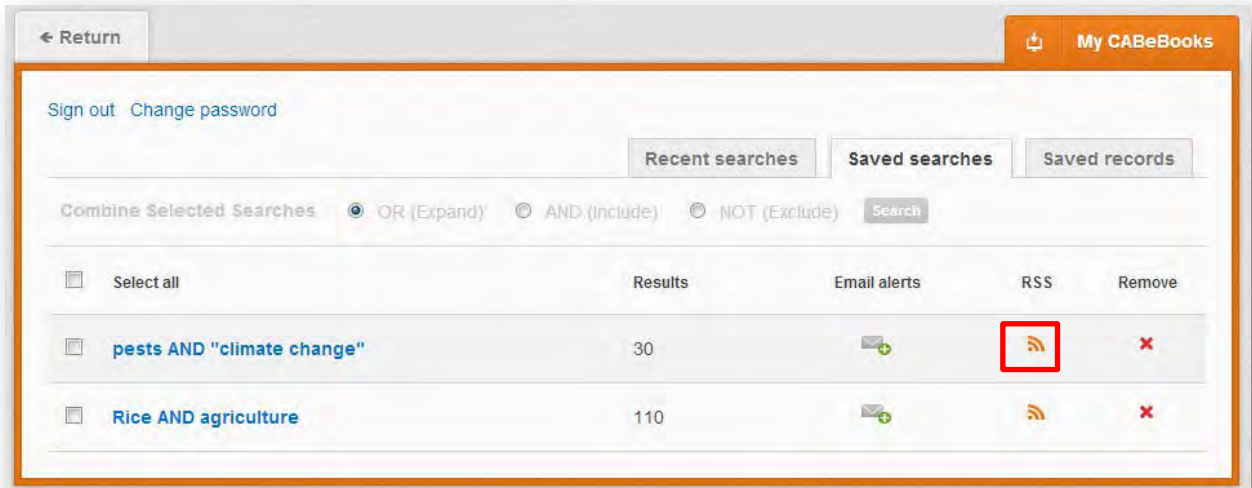 ← Return
My CABeBooks
Sign out Change password
Recent searches Saved searches Saved records
Combine Selected Searches OR (Expand) AND (Include) NOT (Exclude) Search
Select all Results Email alerts RSS Remove
pests AND "climate change" 30
Rice AND agriculture 110